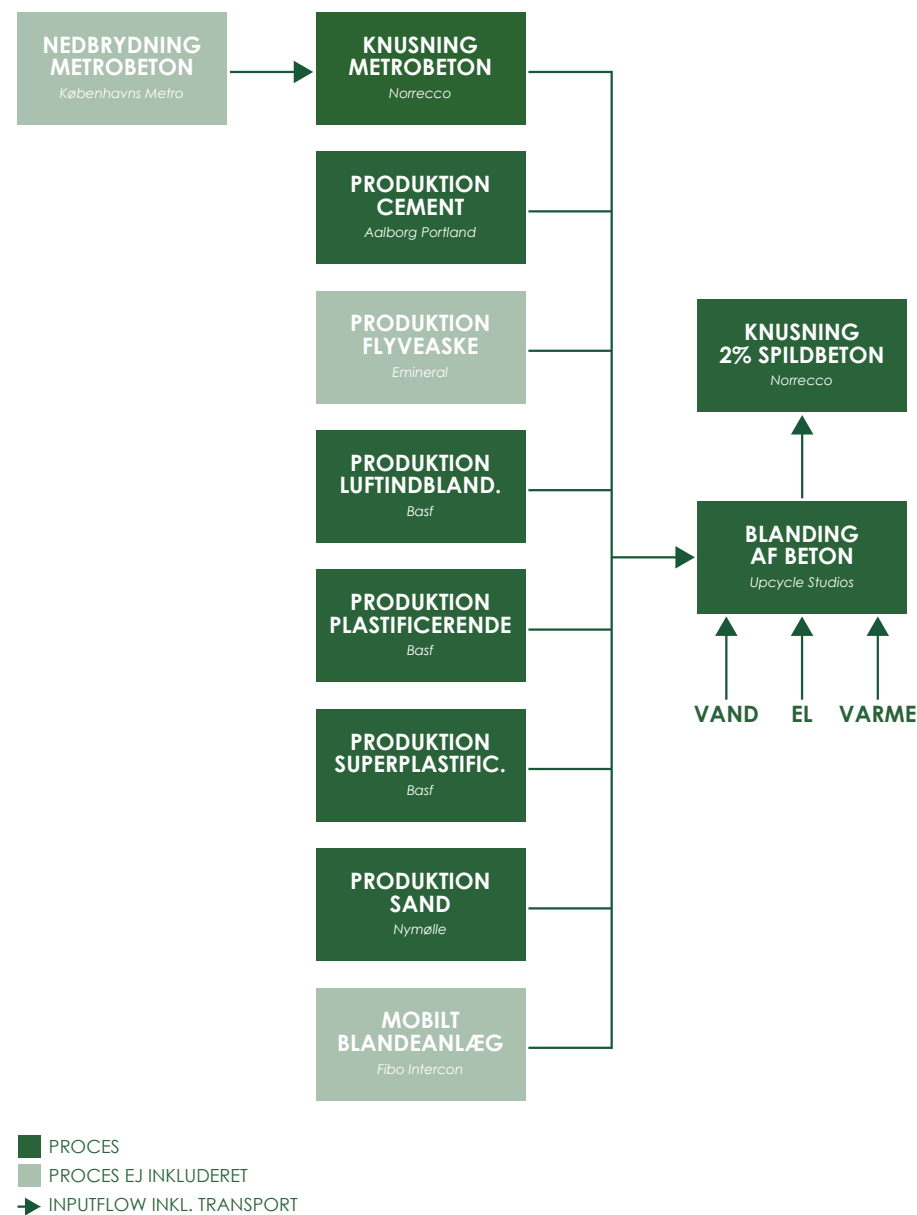 NEDBRYDNING
METROBETON
Københavns Metro
KNUSNING
METROBETON
Norrecco
PRODUKTION
CEMENT
Aalborg Portland
PRODUKTION
FLYVEASKE
Emineral
PRODUKTION
LUFTINDBLAND.
Basf
PRODUKTION
PLASTIFICERENDE
Basf
PRODUKTION
SUPERPLASTIFIC.
Basf
PRODUKTION
SAND
Nymølle
MOBILT
BLANDEANLÆG
Fibo Intercon
KNUSNING
2% SPILDBETON
Norrecco
BLANDING
AF BETON
Upcycle Studios
VAND EL VARME
PROCES
PROCES EJ INKLUDERET
INPUTFLOW INKL. TRANSPORT